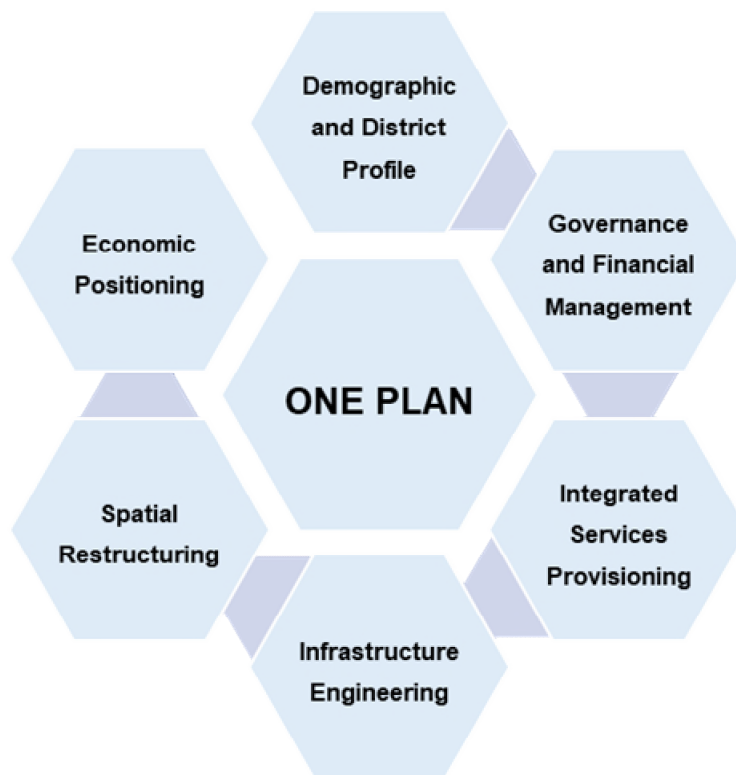 Demographic
and District
Profile
Governance
and Financial
Management
Integrated
Services
Provisioning
Infrastructure
Engineering
Spatial
Restructuring
Economic
Positioning
ONE PLAN